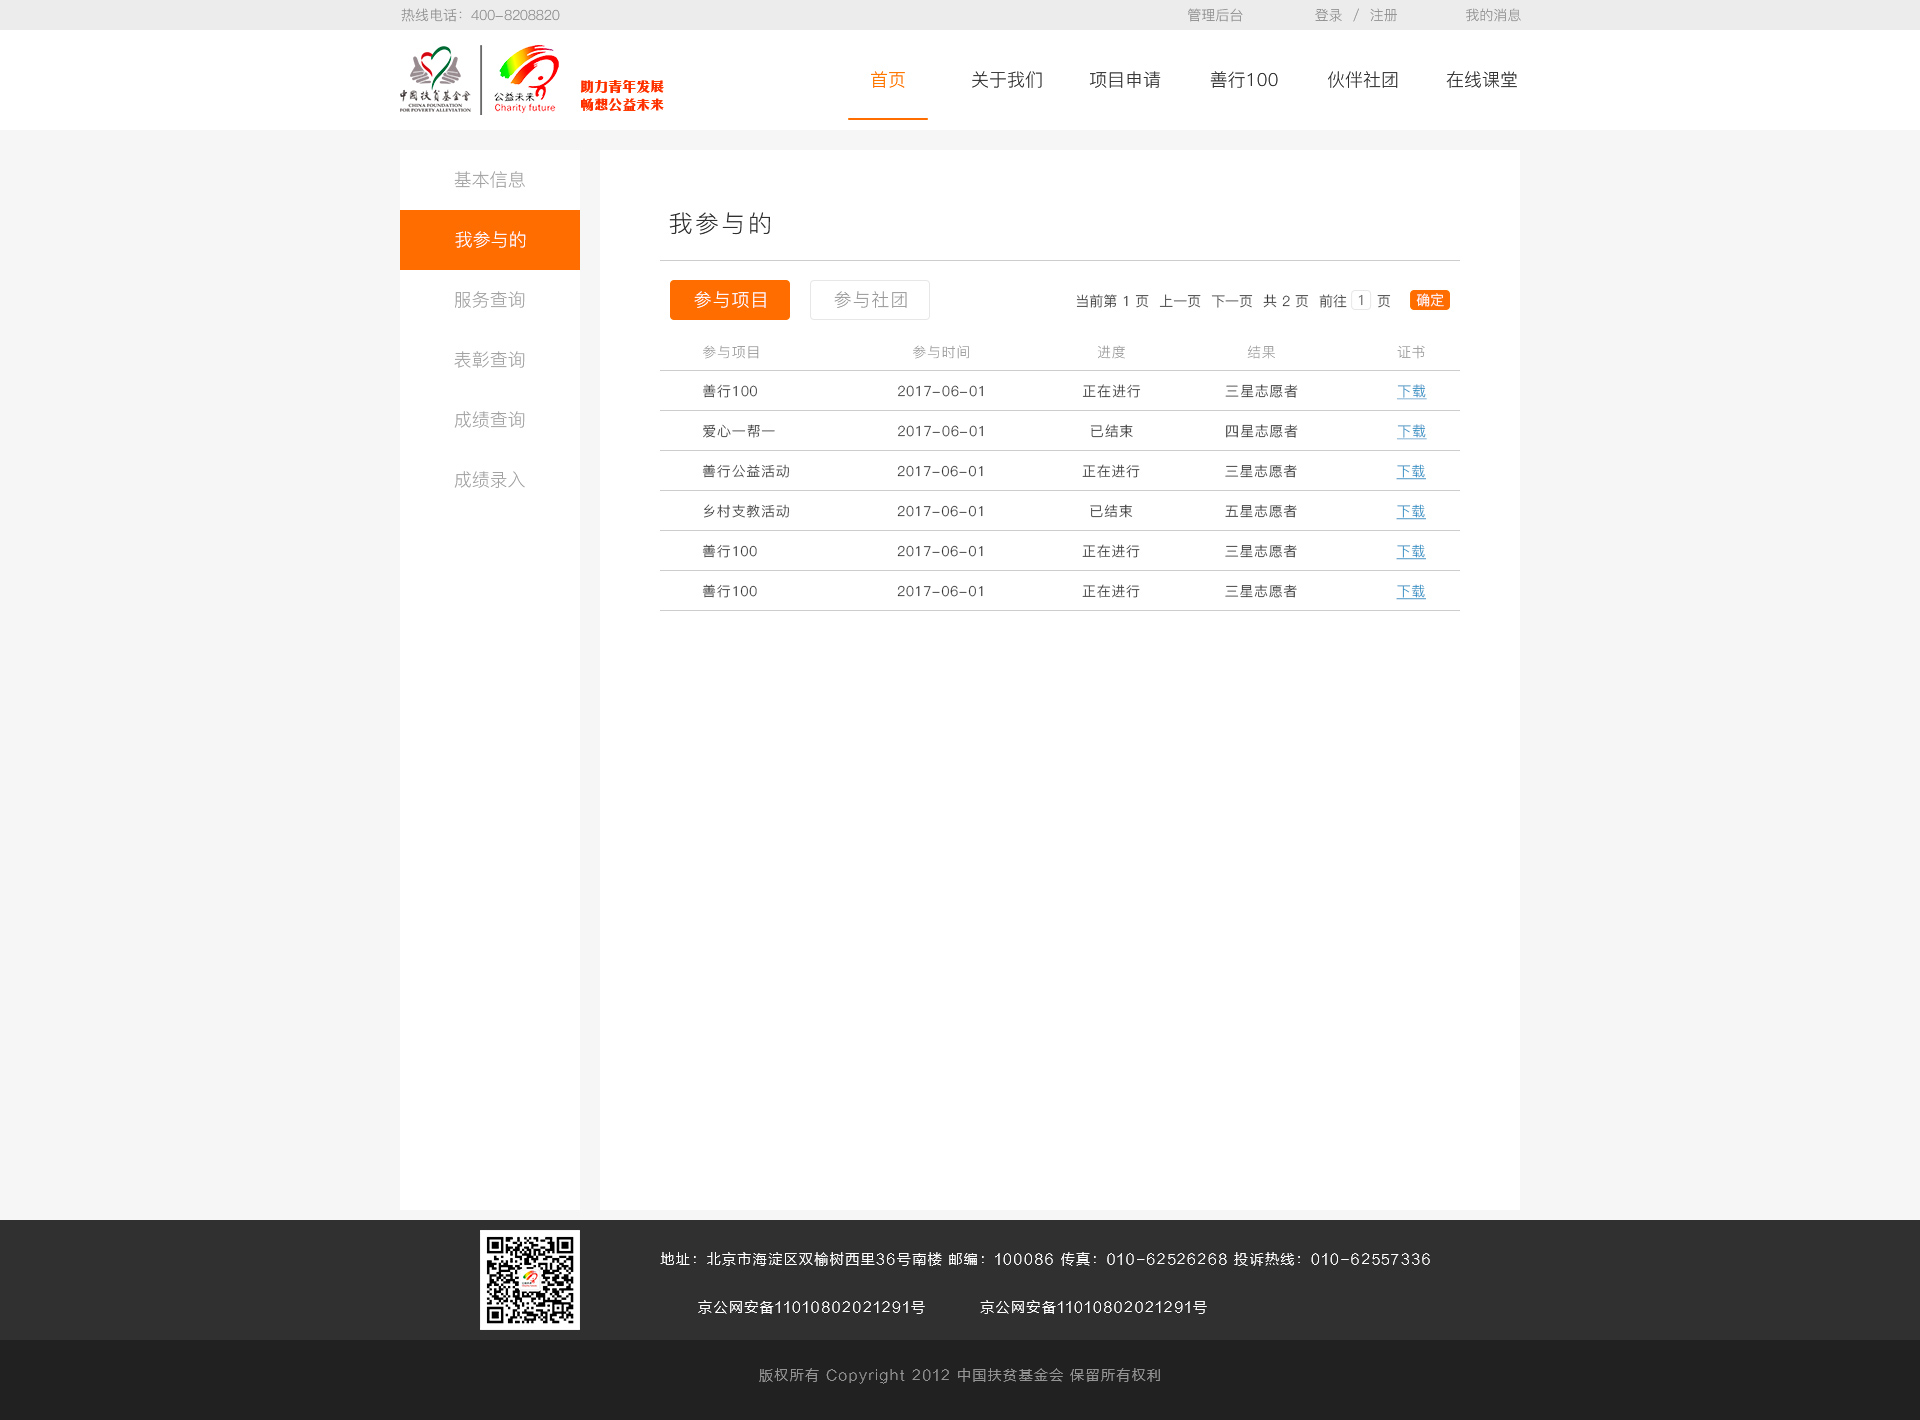 热线电话：400-8208820 管理后台 登录 / 注册 我的消息
中国扶贫基金会
CHINA FOUNDATION
FOR POVERTY ALLEVIATION
公益未来
Charity future
助力青年发展
畅想公益未来
首页 关于我们 项目申请 善行100 伙伴社团 在线课堂
基本信息
我参与的
服务查询
表彰查询
成绩查询
成绩录入
我参与的
参与项目 参与社团 当前第 1 页 上一页 下一页 共 2 页 前往 1 页 确定
参与项目 参与时间 进度 结果 证书
善行100 2017-06-01 正在进行 三星志愿者 下载
爱心一帮一 2017-06-01 已结束 四星志愿者 下载
善行公益活动 2017-06-01 正在进行 三星志愿者 下载
乡村支教活动 2017-06-01 已结束 五星志愿者 下载
善行100 2017-06-01 正在进行 三星志愿者 下载
善行100 2017-06-01 正在进行 三星志愿者 下载
地址：北京市海淀区双榆树西里36号南楼 邮编：100086 传真：010-62526268 投诉热线：010-62557336
京公网安备11010802021291号 京公网安备11010802021291号
版权所有 Copyright 2012 中国扶贫基金会 保留所有权利